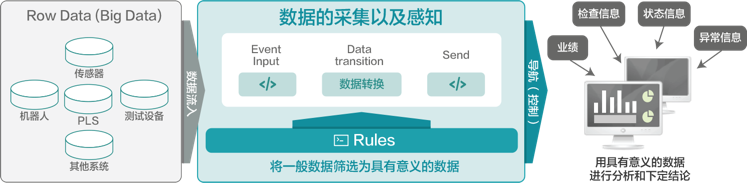 Row Data (Big Data)
传感器
机器人
PLS
测试设备
其他系统
数据流入
数据的采集以及感知
Event
Input
</>
Data
transition
数据转换
Send
</>
Rules
将一般数据筛选为具有意义的数据
导航（控制）
业绩
检查信息
状态信息
异常信息
用具有意义的数据
进行分析和下定结论